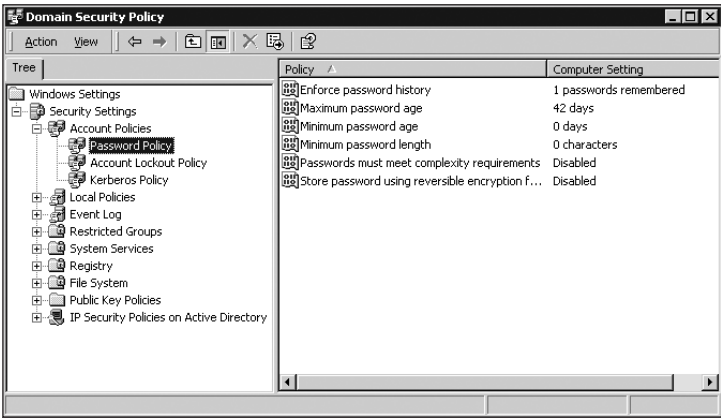 Domain Security Policy
Action View
Tree
Windows Settings
Security Settings
Account Policies
Password Policy
Account Lockout Policy
Kerberos Policy
Local Policies
Event Log
Restricted Groups
System Services
Registry
File System
Public Key Policies
IP Security Policies on Active Directory
Policy Computer Setting
Enforce password history 1 passwords remembered
Maximum password age 42 days
Minimum password age 0 days
Minimum password length 0 characters
Passwords must meet complexity requirements Disabled
Store password using reversible encryption f... Disabled